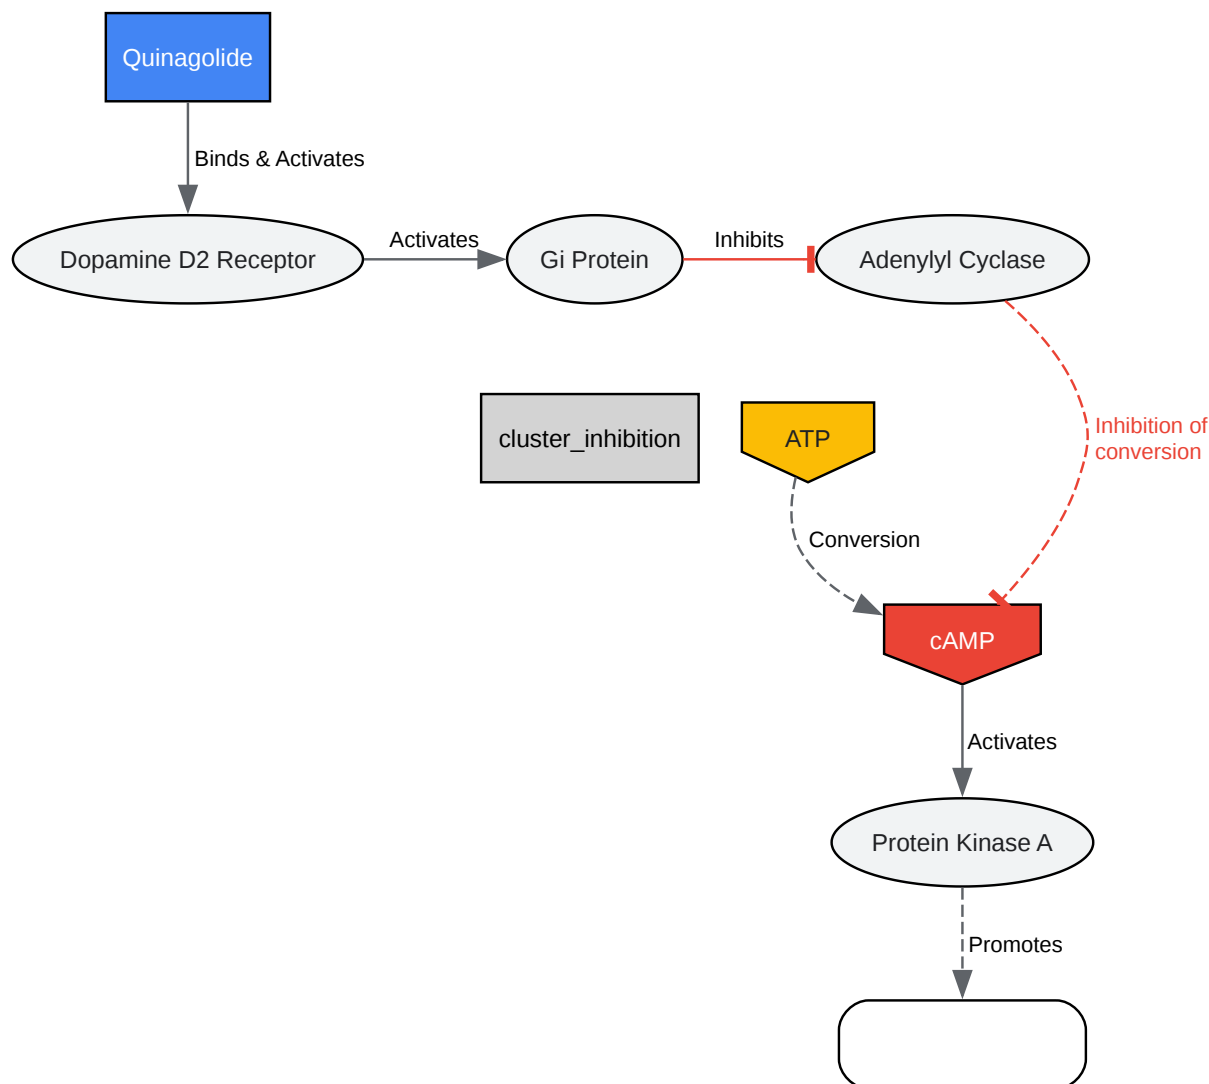 Quinagolide
Binds & Activates
Dopamine D2 Receptor
Activates
Gi Protein
Inhibits
Adenylyl Cyclase
cluster_inhibition
ATP
Inhibition of
conversion
Conversion
cAMP
Activates
Protein Kinase A
Promotes